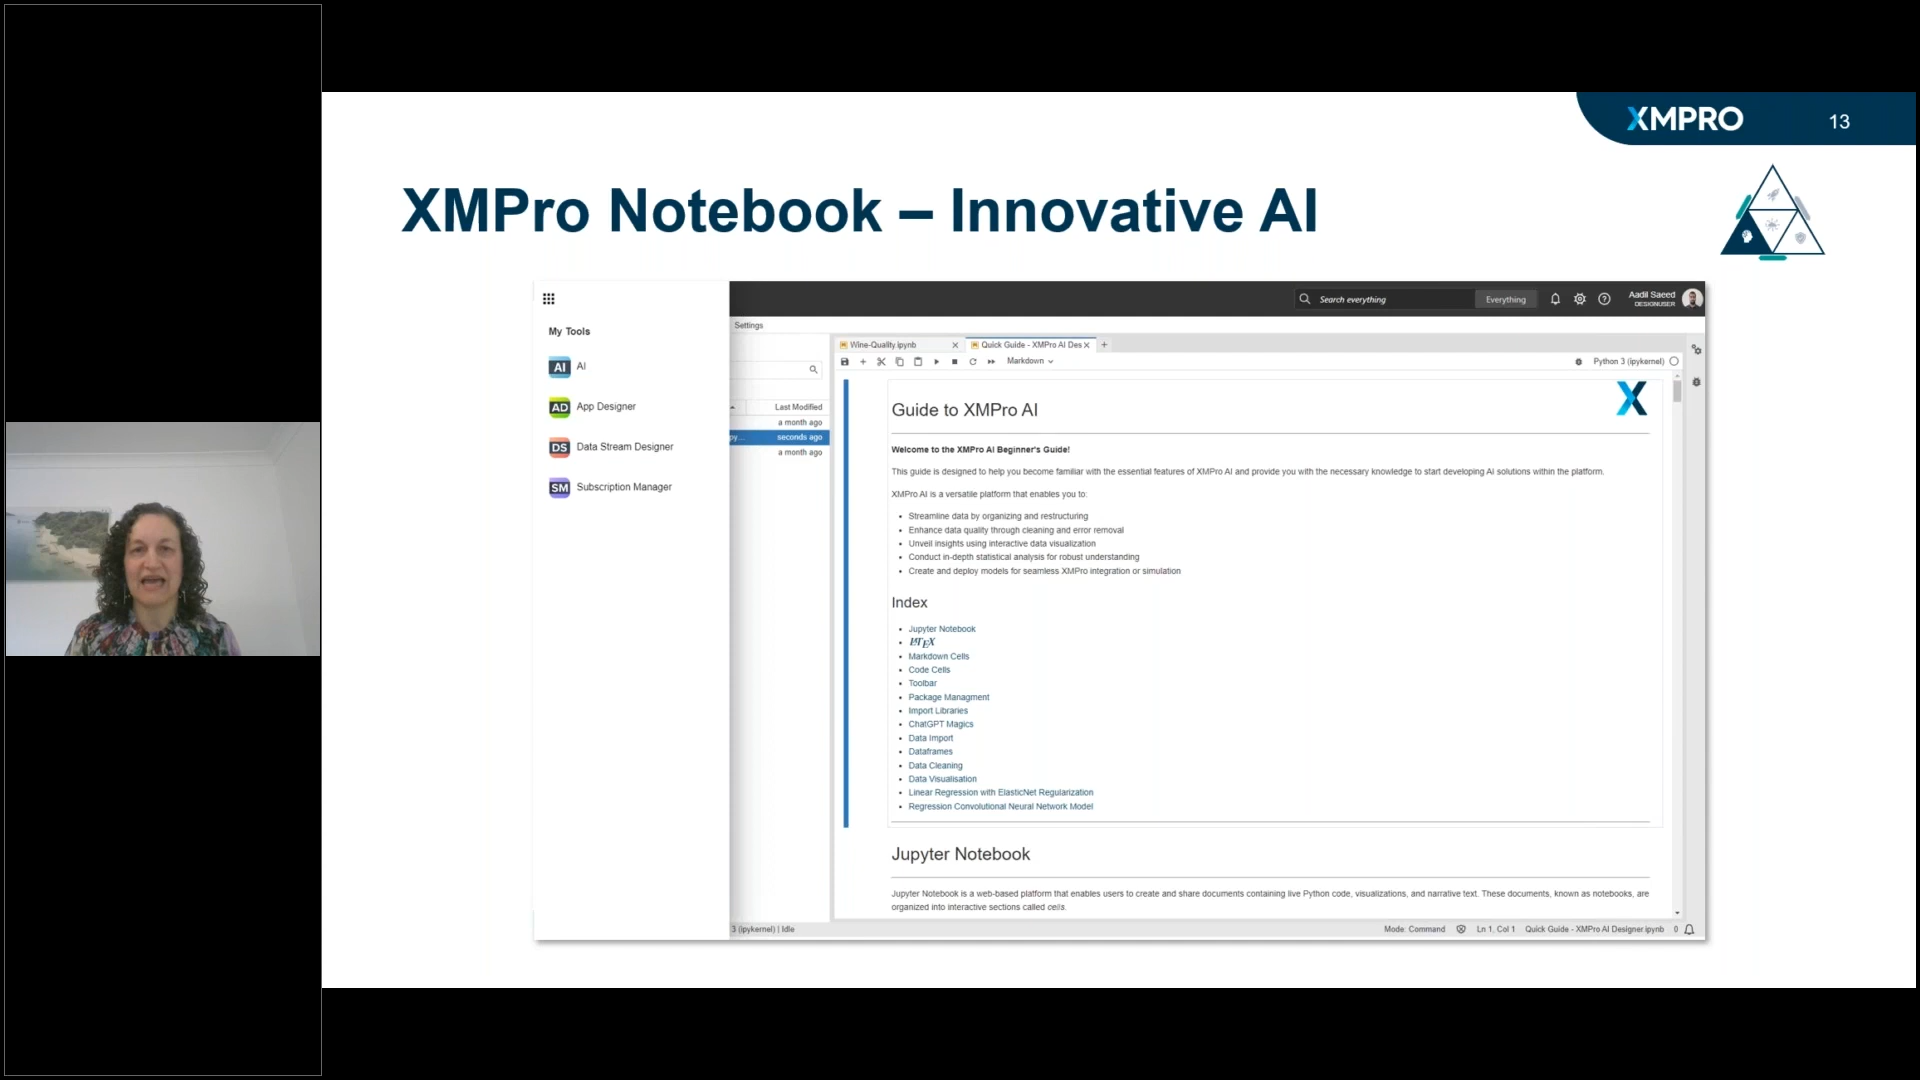 XMPRO
13
XMPro Notebook – Innovative AI
Search everything
Everything
Aadil Saeed
DESIGNUSER
My Tools
AI AI
AD App Designer
DS Data Stream Designer
SM Subscription Manager
Settings
Last Modified
a month ago
py... seconds ago
a month ago
Wine-Quality.ipynb
Quick Guide - XMPro AI Des
Markdown
Python 3 (ipykernel)
Guide to XMPro AI
Welcome to the XMPro AI Beginner's Guide!
This guide is designed to help you become familiar with the essential features of XMPro AI and provide you with the necessary knowledge to start developing AI solutions within the platform.
XMPro AI is a versatile platform that enables you to:
• Streamline data by organizing and restructuring
• Enhance data quality through cleaning and error removal
• Unveil insights using interactive data visualization
• Conduct in-depth statistical analysis for robust understanding
• Create and deploy models for seamless XMPro integration or simulation
Index
• Jupyter Notebook
• LATEX
• Markdown Cells
• Code Cells
• Toolbar
• Package Managment
• Import Libraries
• ChatGPT Magics
• Data Import
• Dataframes
• Data Cleaning
• Data Visualisation
• Linear Regression with ElasticNet Regularization
• Regression Convolutional Neural Network Model
Jupyter Notebook
Jupyter Notebook is a web-based platform that enables users to create and share documents containing live Python code, visualizations, and narrative text. These documents, known as notebooks, are
organized into interactive sections called cells.
3 (ipykernel) | Idle
Mode: Command
Ln 1, Col 1
Quick Guide - XMPro AI Designer.ipynb
0